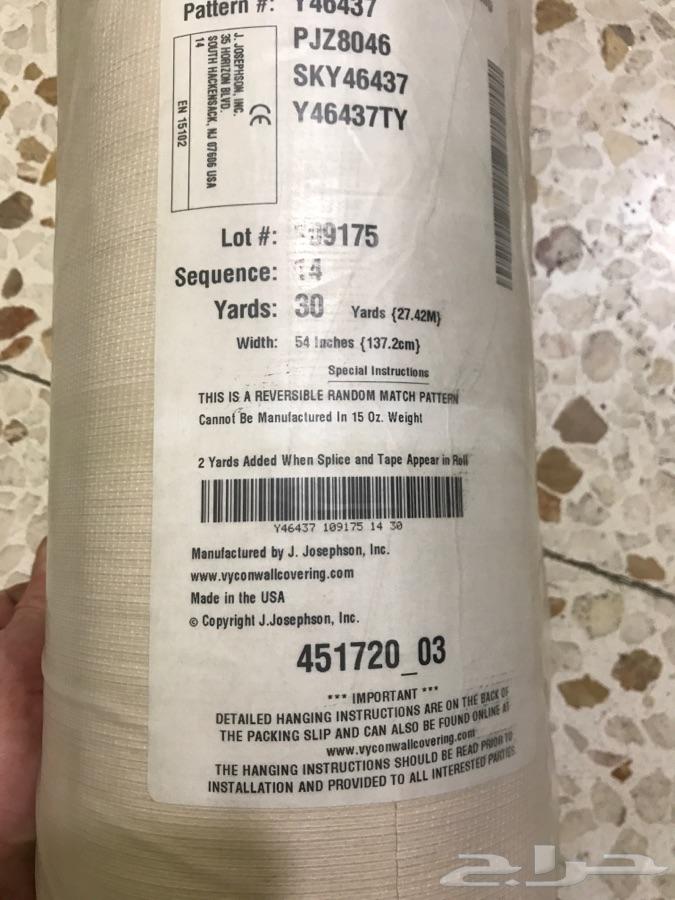 Pattern #: Y46437
PJZ8046
SKY46437
Y46437TY
J. JOSEPHSON, INC.
35 HORIZON BLVD.
SOUTH HACKENSACK, NJ 07606 USA
14
CE
EN 15102
Lot #: 109175
Sequence: 14
Yards: 30 Yards {27.42M}
Width: 54 Inches {137.2cm}
Special Instructions
THIS IS A REVERSIBLE RANDOM MATCH PATTERN
Cannot Be Manufactured In 15 Oz. Weight
2 Yards Added When Splice and Tape Appear in Roll
Y46437 109175 14 30
Manufactured by J. Josephson, Inc.
www.vyconwallcovering.com
Made in the USA
© Copyright J.Josephson, Inc.
451720_03
*** IMPORTANT ***
DETAILED HANGING INSTRUCTIONS ARE ON THE BACK OF
THE PACKING SLIP AND CAN ALSO BE FOUND ONLINE AT
www.vyconwallcovering.com
THE HANGING INSTRUCTIONS SHOULD BE READ PRIOR TO
INSTALLATION AND PROVIDED TO ALL INTERESTED PARTIES.
حراج